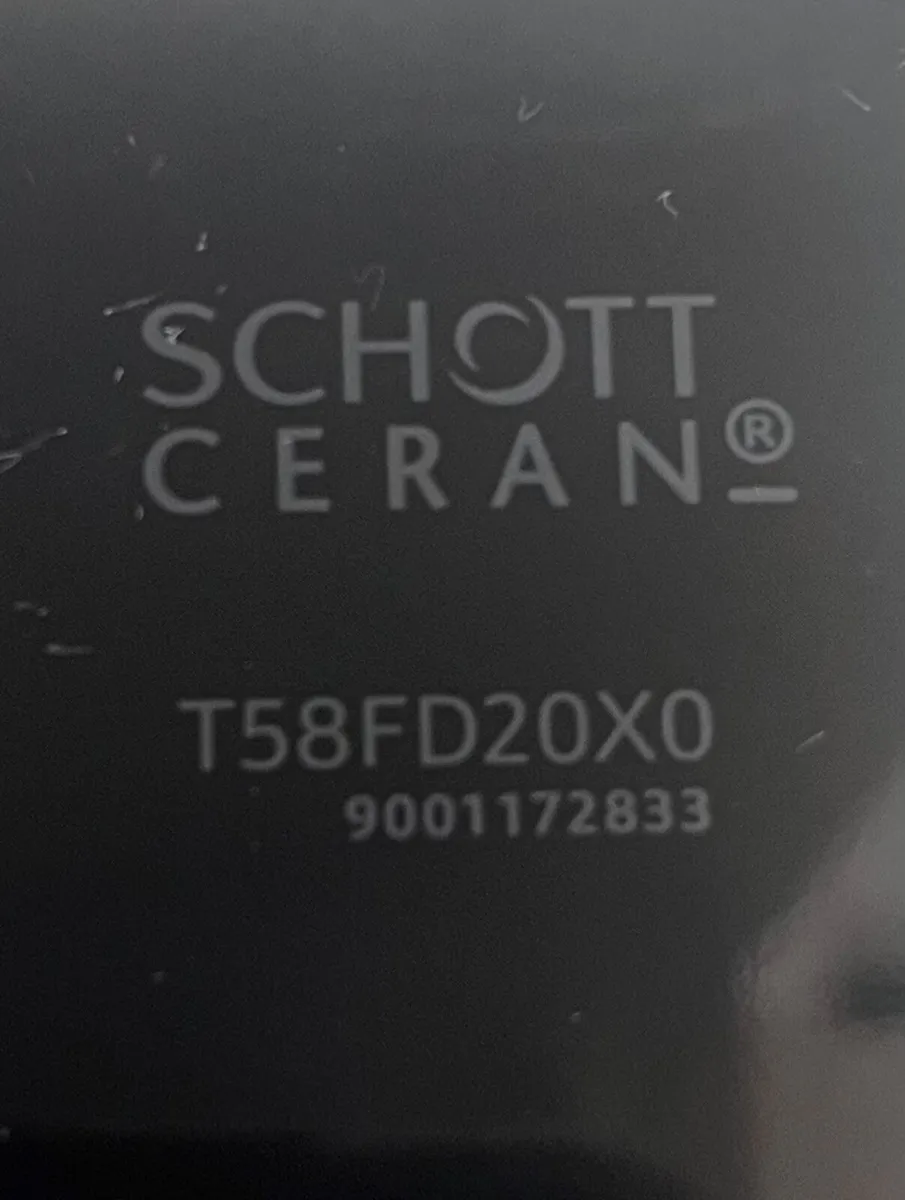 SCHOTT
CERAN®
T58FD20X0
9001172833